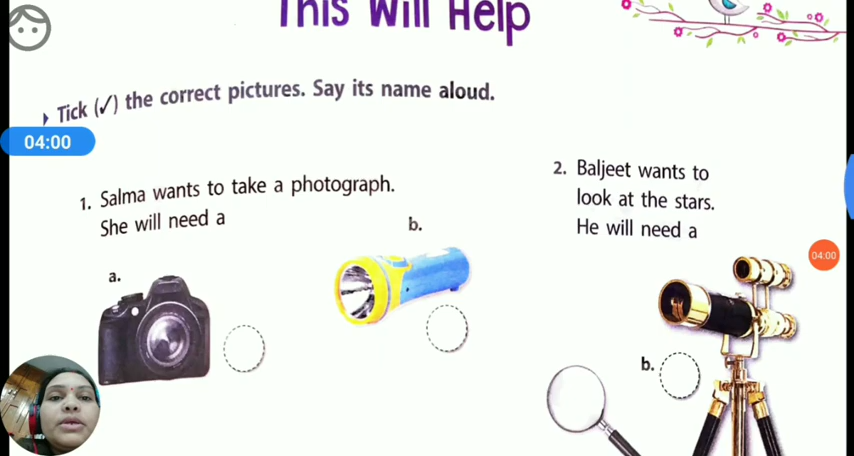 This Will Help
Tick (✓) the correct pictures. Say its name aloud.
04:00
1. Salma wants to take a photograph.
She will need a
a.
b.
2. Baljeet wants to
look at the stars.
He will need a
04:00
b.